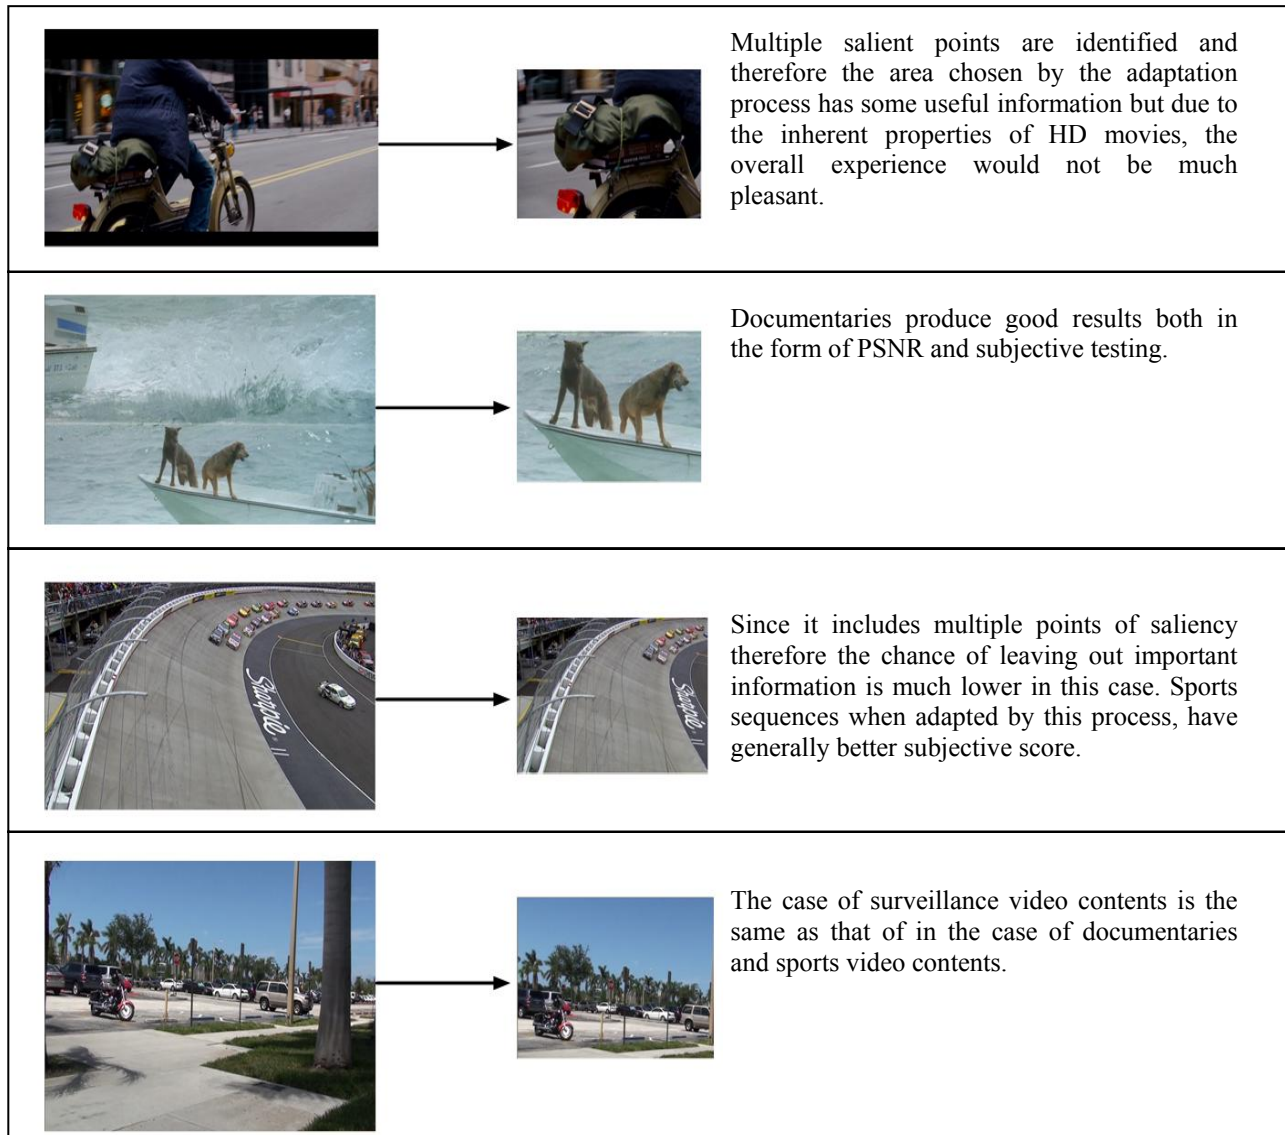 Multiple salient points are identified and
therefore the area chosen by the adaptation
process has some useful information but due to
the inherent properties of HD movies, the
overall experience would not be much
pleasant.
Documentaries produce good results both in
the form of PSNR and subjective testing.
Sharpie
Sharpie
Since it includes multiple points of saliency
therefore the chance of leaving out important
information is much lower in this case. Sports
sequences when adapted by this process, have
generally better subjective score.
The case of surveillance video contents is the
same as that of in the case of documentaries
and sports video contents.